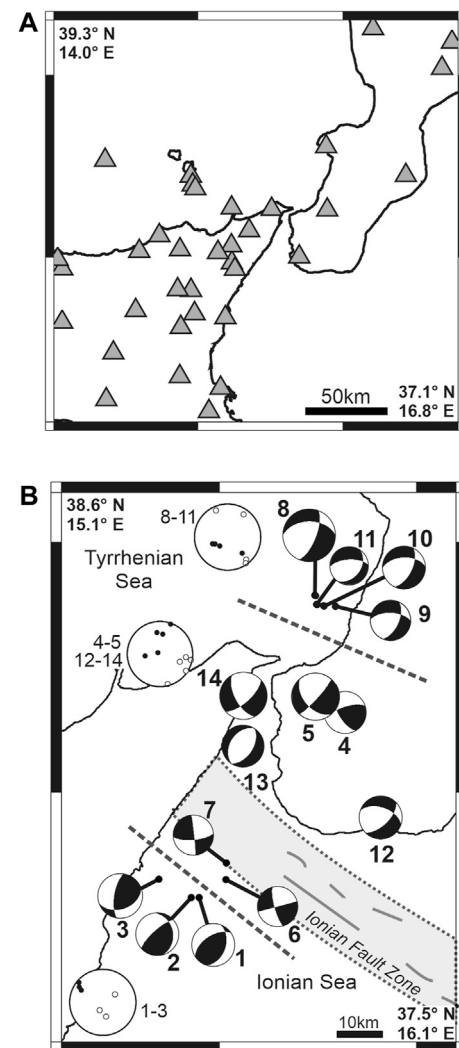 A
39.3° N
14.0° E
50km
37.1° N
16.8° E
B
38.6° N
15.1° E
8-11
8
11
10
Tyrrhenian
Sea
9
4-5
12-14
14
5
4
13
7
12
3
2
1
6
Ionian Fault Zone
Ionian Sea
1-3
10km
37.5° N
16.1° E